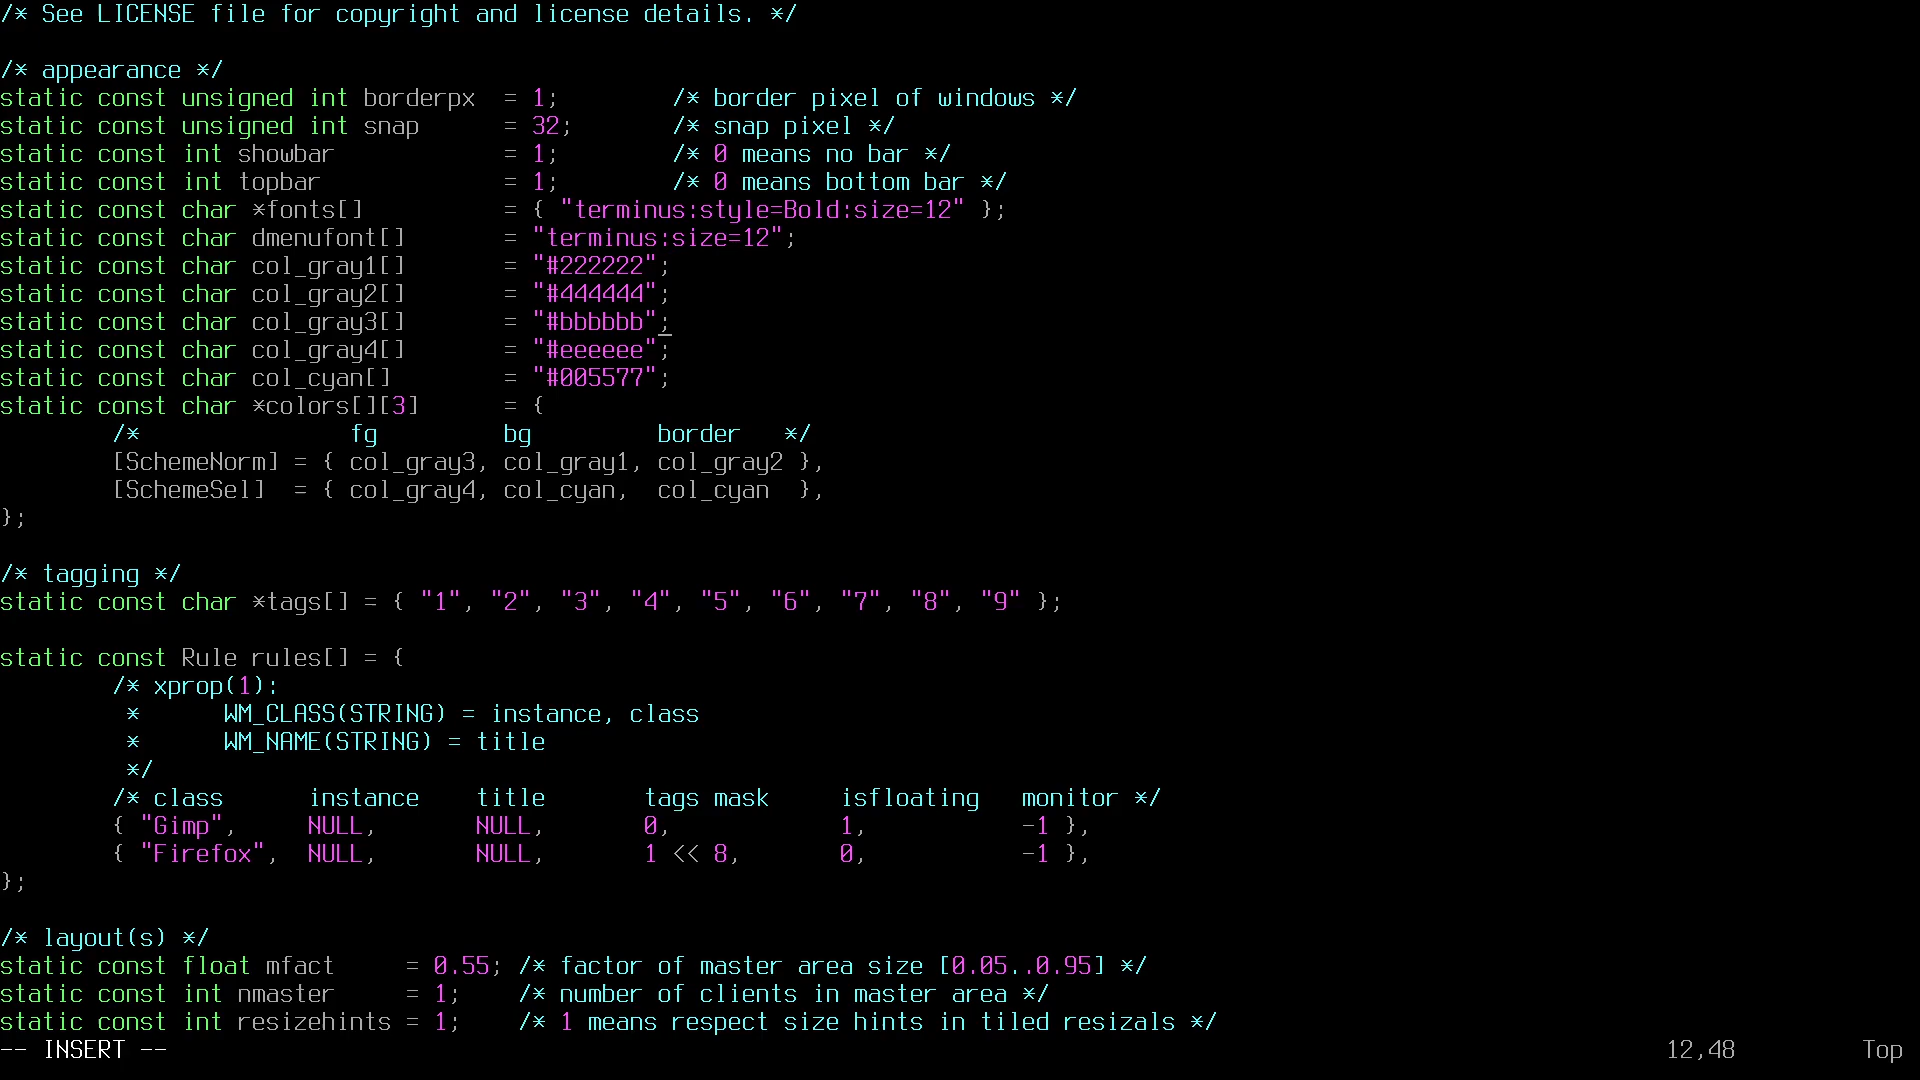 /* See LICENSE file for copyright and license details. */

/* appearance */
static const unsigned int borderpx  = 1;        /* border pixel of windows */
static const unsigned int snap      = 32;       /* snap pixel */
static const int showbar            = 1;        /* 0 means no bar */
static const int topbar             = 1;        /* 0 means bottom bar */
static const char *fonts[]          = { "terminus:style=Bold:size=12" };
static const char dmenufont[]       = "terminus:size=12";
static const char col_gray1[]       = "#222222";
static const char col_gray2[]       = "#444444";
static const char col_gray3[]       = "#bbbbbb";
static const char col_gray4[]       = "#eeeeee";
static const char col_cyan[]        = "#005577";
static const char *colors[][3]      = {
        /*               fg         bg         border   */
        [SchemeNorm] = { col_gray3, col_gray1, col_gray2 },
        [SchemeSel]  = { col_gray4, col_cyan,  col_cyan  },
};

/* tagging */
static const char *tags[] = { "1", "2", "3", "4", "5", "6", "7", "8", "9" };

static const Rule rules[] = {
        /* xprop(1):
         *      WM_CLASS(STRING) = instance, class
         *      WM_NAME(STRING) = title
         */
        /* class      instance    title       tags mask     isfloating   monitor */
        { "Gimp",     NULL,       NULL,       0,            1,           -1 },
        { "Firefox",  NULL,       NULL,       1 << 8,       0,           -1 },
};

/* layout(s) */
static const float mfact     = 0.55; /* factor of master area size [0.05..0.95] */
static const int nmaster     = 1;    /* number of clients in master area */
static const int resizehints = 1;    /* 1 means respect size hints in tiled resizals */
-- INSERT --                                                                                                           12,48         Top